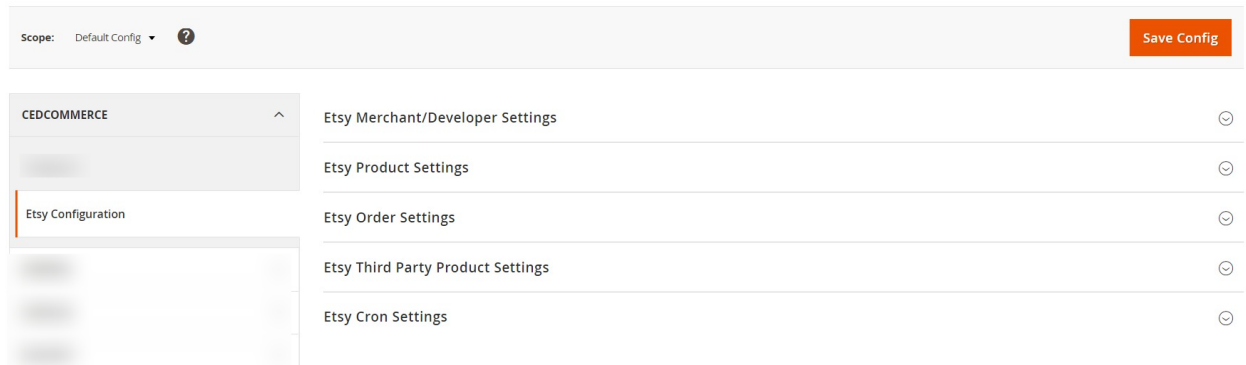 Scope: Default Config
Save Config
CEDCOMMERCE
Etsy Configuration
Etsy Merchant/Developer Settings
Etsy Product Settings
Etsy Order Settings
Etsy Third Party Product Settings
Etsy Cron Settings